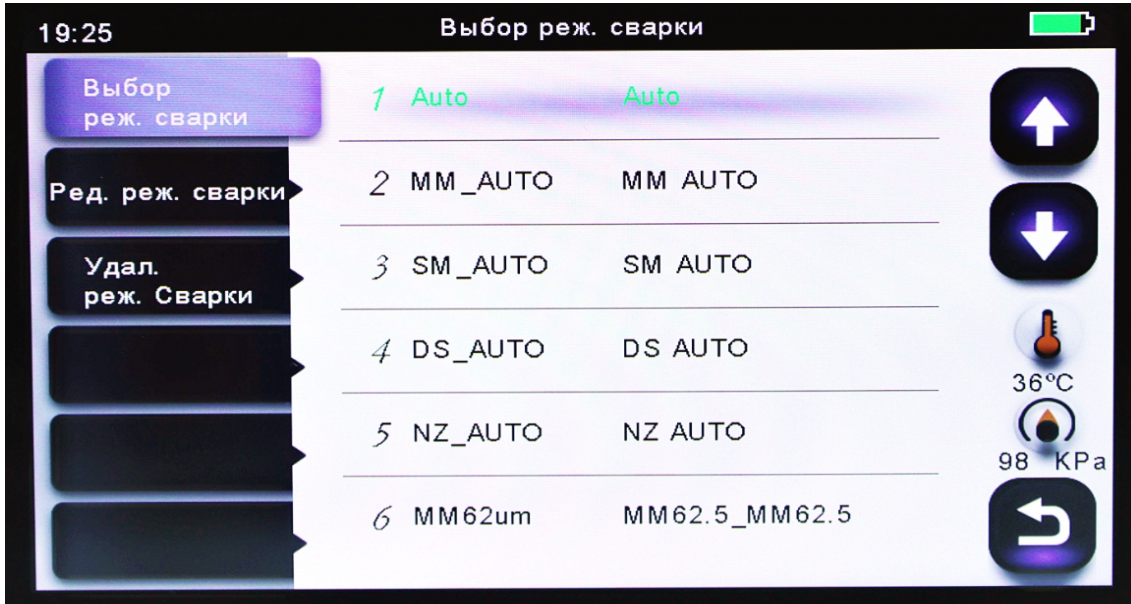 19:25 Выбор реж. сварки
Выбор
реж. сварки
Ред. реж. сварки
Удал.
реж. Сварки
1 Auto Auto
2 MM_AUTO MM AUTO
3 SM_AUTO SM AUTO
4 DS_AUTO DS AUTO
5 NZ_AUTO NZ AUTO
6 MM62um MM62.5_MM62.5
36°C
98 KPa